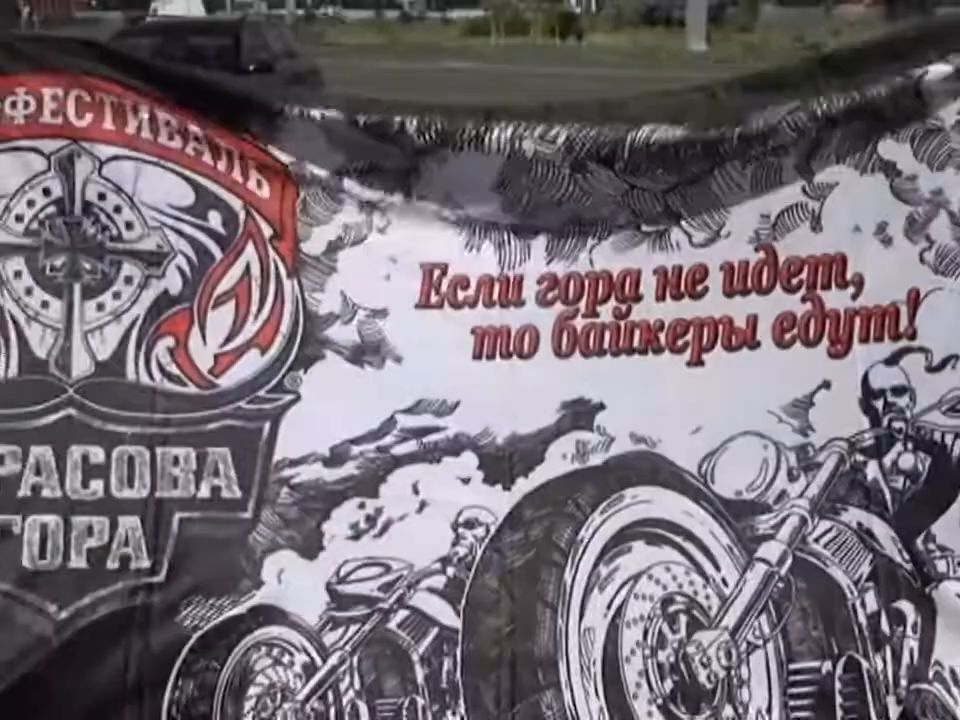 ФЕСТИВАЛЬ
РАСОВА
ГОРА
Если гора не идет,
то байкеры едут!